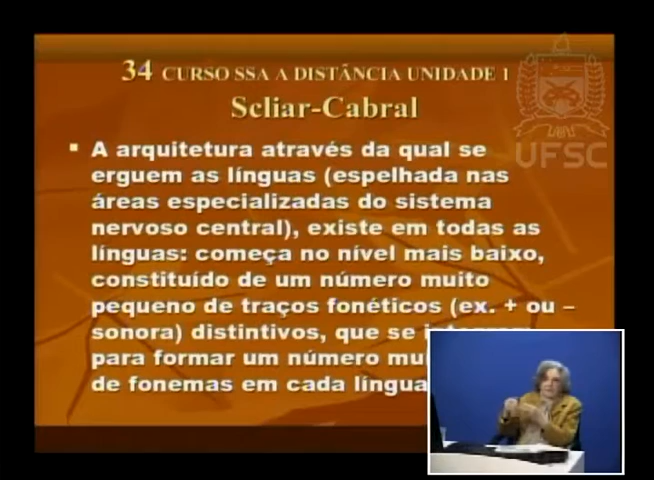 34 CURSO SSA A DISTÂNCIA UNIDADE 1
Scliar-Cabral
UFSC
A arquitetura através da qual se
erguem as línguas (espelhada nas
áreas especializadas do sistema
nervoso central), existe em todas as
línguas: começa no nível mais baixo,
constituído de um número muito
pequeno de traços fonéticos (ex. + ou –
sonora) distintivos, que se
para formar um número
de fonemas em cada língua